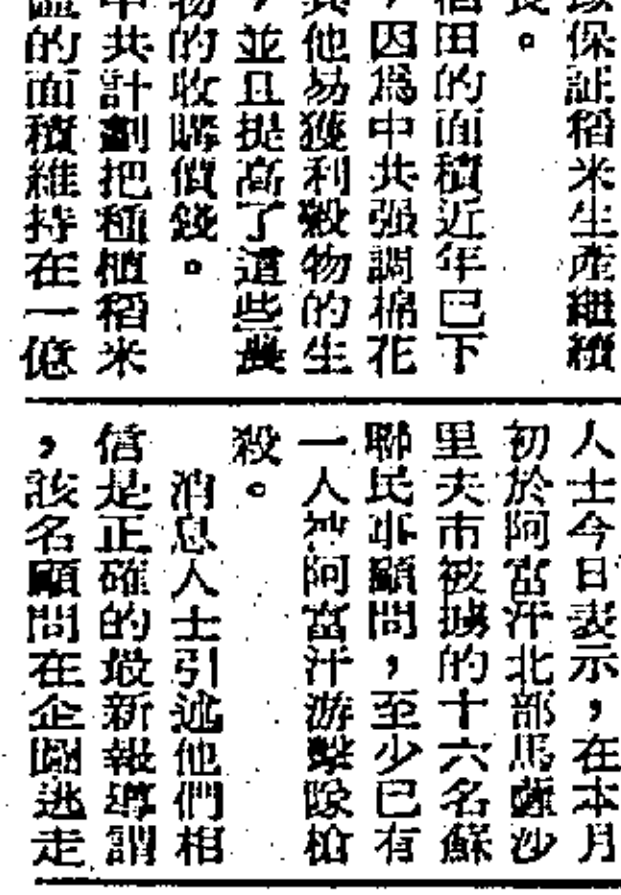 保証稻米生產繼續
長。
稻田的面積近年已下
,因爲中共强調棉花
其他易獲利穀物的生
,並且提高了這些農
物的收購價錢。
中共計劃把種植稻米
的面積維持在一億
人士今日表示,在本月
初於阿富汗北部馬薩沙
里夫市被擄的十六名蘇
聯民事顧問,至少已有
一人被阿富汗游擊隊槍
殺。
消息人士引述他們相
信是正確的最新報導謂
,該名顧問在企圖逃走